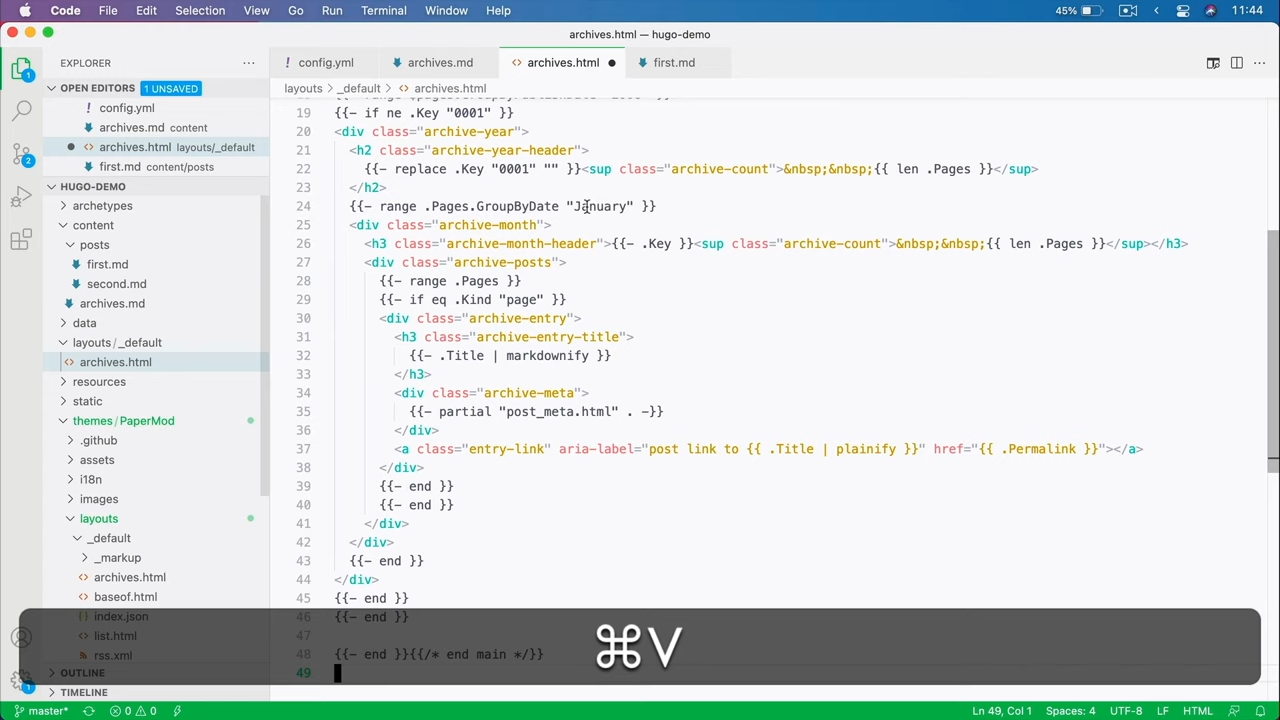 Code File Edit Selection View Go Run Terminal Window Help 45% 11:44
archives.html — hugo-demo
EXPLORER ··· ! config.yml archives.md <> archives.html ● first.md ···
OPEN EDITORS 1 UNSAVED
layouts > _default > <> archives.html
! config.yml
archives.md content
● <> archives.html layouts/_default
first.md content/posts
HUGO-DEMO
archetypes
content
posts
first.md
second.md
archives.md
data
layouts / _default
<> archives.html
resources
static
themes / PaperMod
.github
assets
i18n
images
layouts
_default
_markup
<> archives.html
<> baseof.html
<> index.json
<> list.html
rss.xml
OUTLINE
TIMELINE
19 {{- if ne .Key "0001" }}
20 <div class="archive-year">
21 <h2 class="archive-year-header">
22 {{- replace .Key "0001" "" }}<sup class="archive-count">&nbsp;&nbsp;{{ len .Pages }}</sup>
23 </h2>
24 {{- range .Pages.GroupByDate "January" }}
25 <div class="archive-month">
26 <h3 class="archive-month-header">{{- .Key }}<sup class="archive-count">&nbsp;&nbsp;{{ len .Pages }}</sup></h3>
27 <div class="archive-posts">
28 {{- range .Pages }}
29 {{- if eq .Kind "page" }}
30 <div class="archive-entry">
31 <h3 class="archive-entry-title">
32 {{- .Title | markdownify }}
33 </h3>
34 <div class="archive-meta">
35 {{- partial "post_meta.html" . -}}
36 </div>
37 <a class="entry-link" aria-label="post link to {{ .Title | plainify }}" href="{{ .Permalink }}"></a>
38 </div>
39 {{- end }}
40 {{- end }}
41 </div>
42 </div>
43 {{- end }}
44 </div>
45 {{- end }}
46 {{- end }}
47
48 {{- end }}{{/* end main */}}
49
⌘V
master* 0 0 Ln 49, Col 1 Spaces: 4 UTF-8 LF HTML